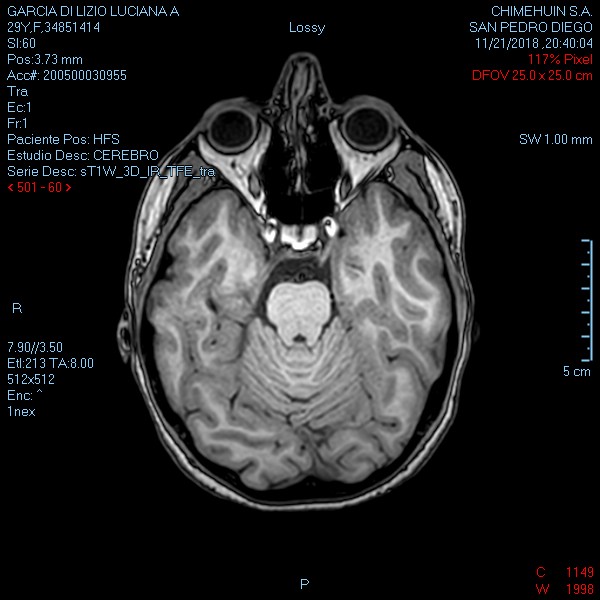 GARCIA DI LIZIO LUCIANA A
29Y,F,34851414
Sl:60
Pos:3.73 mm
Acc#: 200500030955
Tra
Ec:1
Fr:1
Paciente Pos: HFS
Estudio Desc: CEREBRO
Serie Desc: sT1W_3D_IR_TFE_tra
< 501 - 60 >
Lossy
CHIMEHUIN S.A.
SAN PEDRO DIEGO
11/21/2018 ,20:40:04
117% Pixel
DFOV 25.0 x 25.0 cm
SW 1.00 mm
R
7.90//3.50
Etl:213 TA:8.00
512x512
Enc: ^
1nex
5 cm
P
C 1149
W 1998